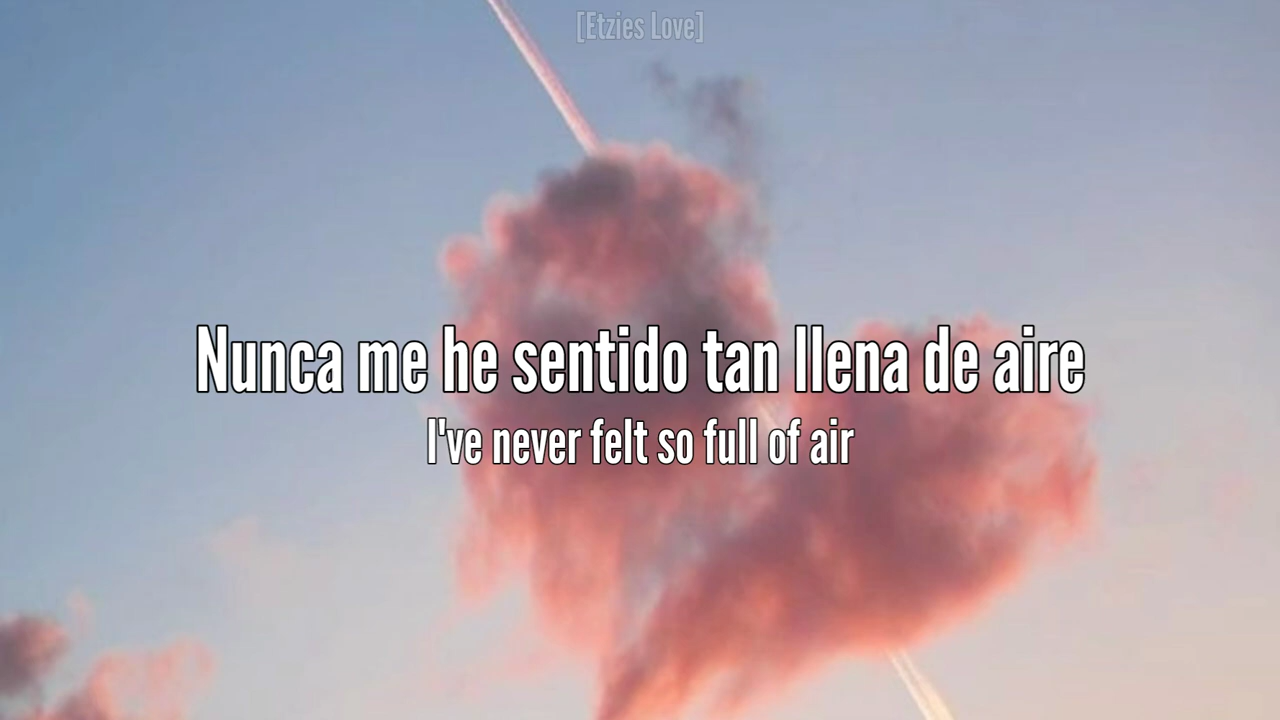 [Etzies Love]
Nunca me he sentido tan llena de aire
I've never felt so full of air